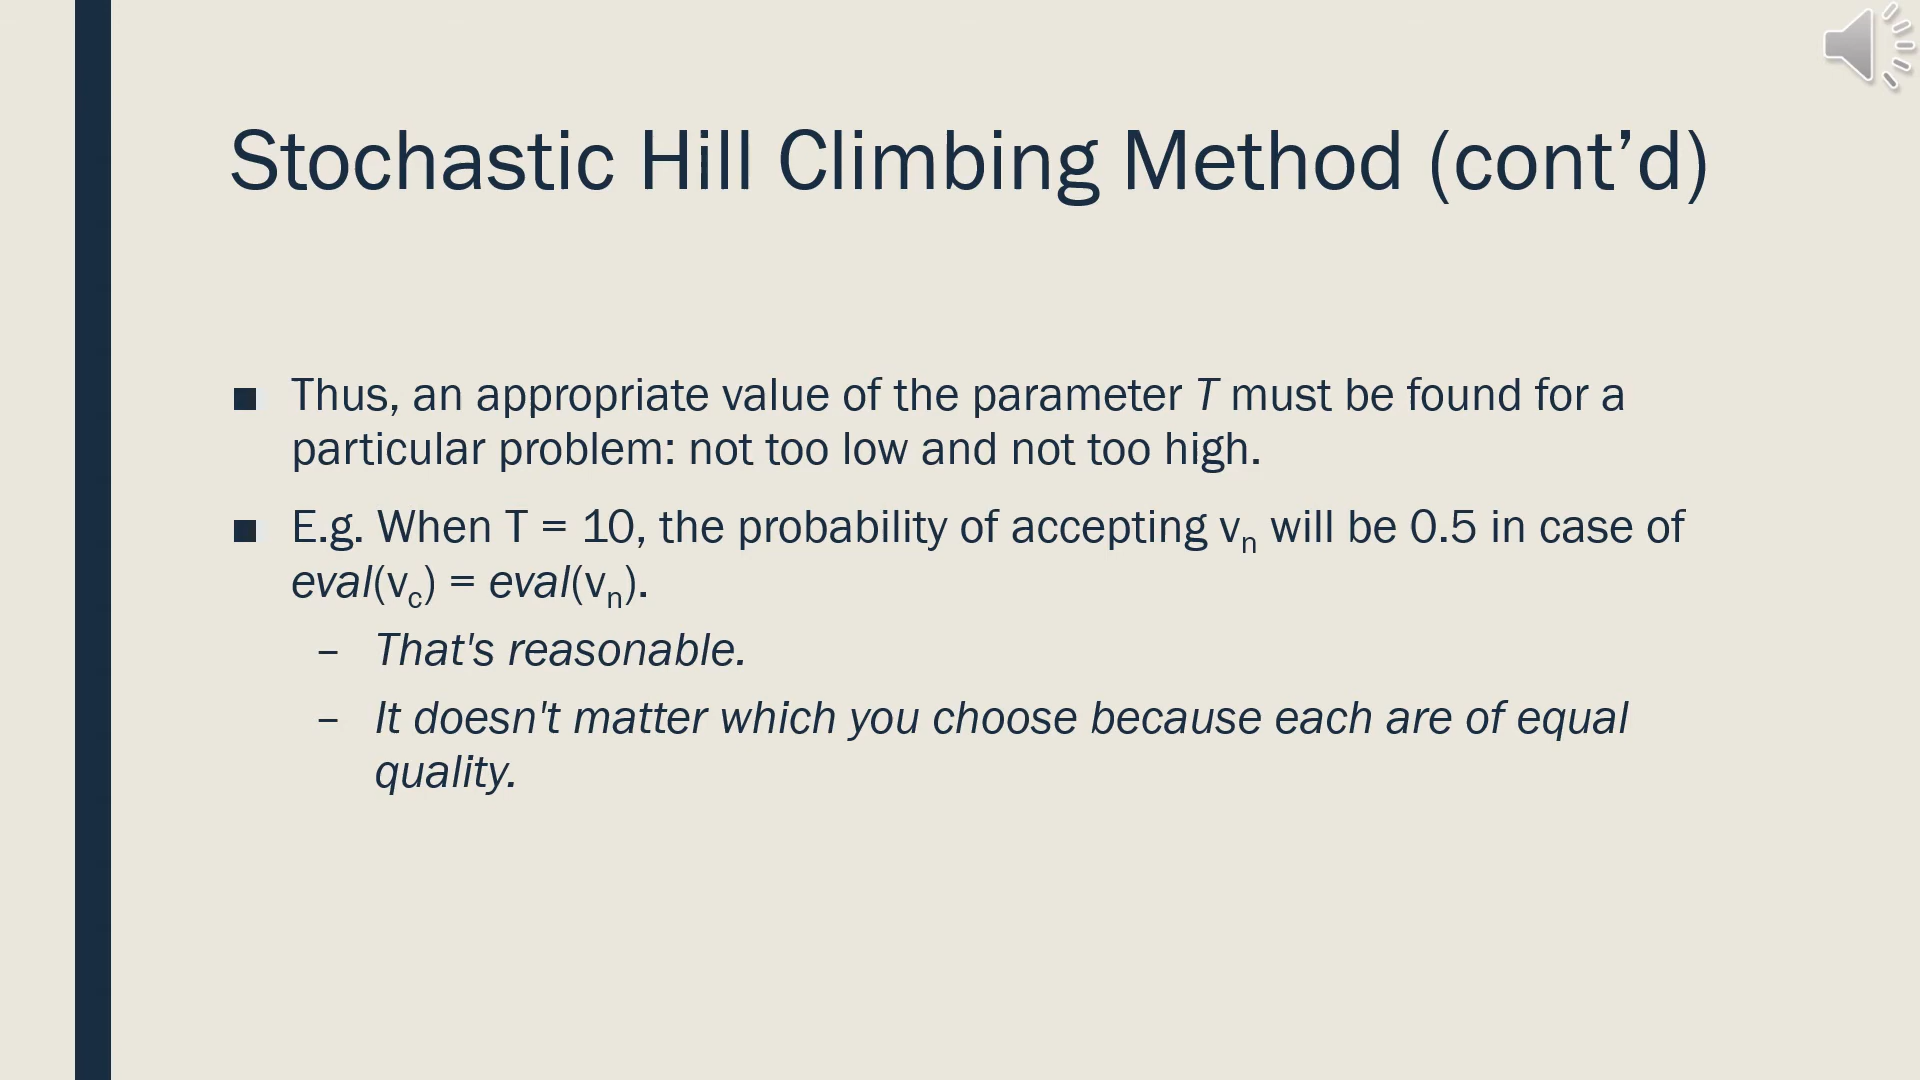 Stochastic Hill Climbing Method (cont’d)
■ Thus, an appropriate value of the parameter T must be found for a
particular problem: not too low and not too high.
■ E.g. When T = 10, the probability of accepting vn will be 0.5 in case of
eval(vc) = eval(vn).
– That's reasonable.
– It doesn't matter which you choose because each are of equal
quality.